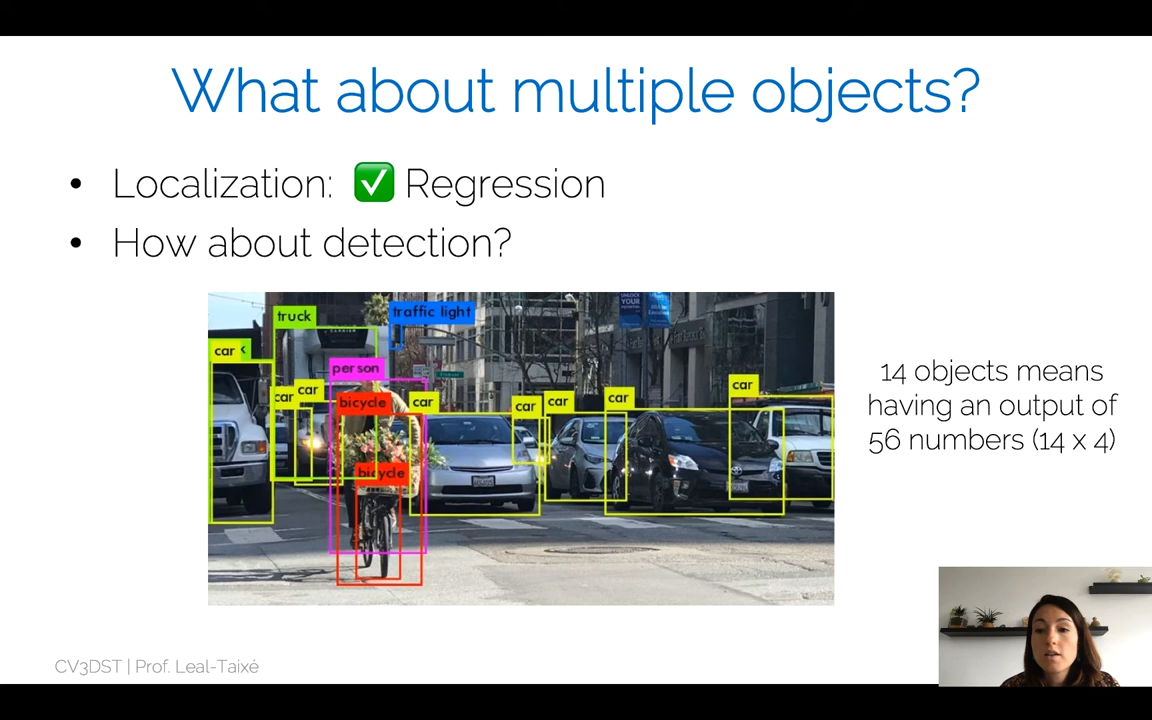 What about multiple objects?
• Localization: ✅ Regression
• How about detection?
truck
traffic light
car
person
car
car
bicycle
car
car
car
car
car
bicycle
UNLOCK
YOUR
14 objects means
having an output of
56 numbers (14 x 4)
CV3DST | Prof. Leal-Taixé